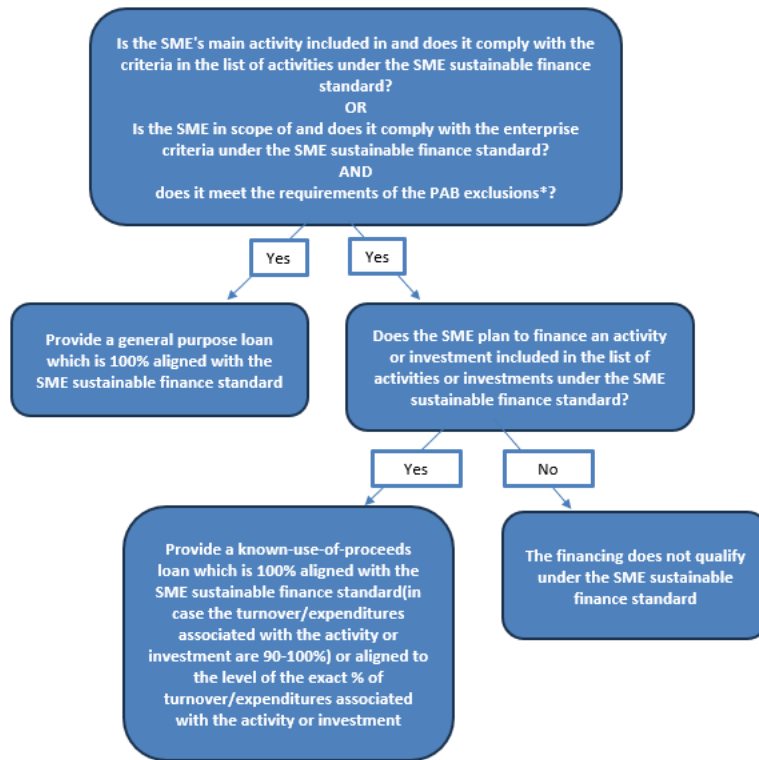 Is the SME's main activity included in and does it comply with the
criteria in the list of activities under the SME sustainable finance
standard?
OR
Is the SME in scope of and does it comply with the enterprise
criteria under the SME sustainable finance standard?
AND
does it meet the requirements of the PAB exclusions*?
Yes
Yes
Provide a general purpose loan
which is 100% aligned with the
SME sustainable finance standard
Does the SME plan to finance an activity
or investment included in the list of
activities or investments under the SME
sustainable finance standard?
Yes
No
Provide a known-use-of-proceeds
loan which is 100% aligned with the
SME sustainable finance standard(in
case the turnover/expenditures
associated with the activity or
investment are 90-100%) or aligned to
the level of the exact % of
turnover/expenditures associated
with the activity or investment
The financing does not qualify
under the SME sustainable
finance standard